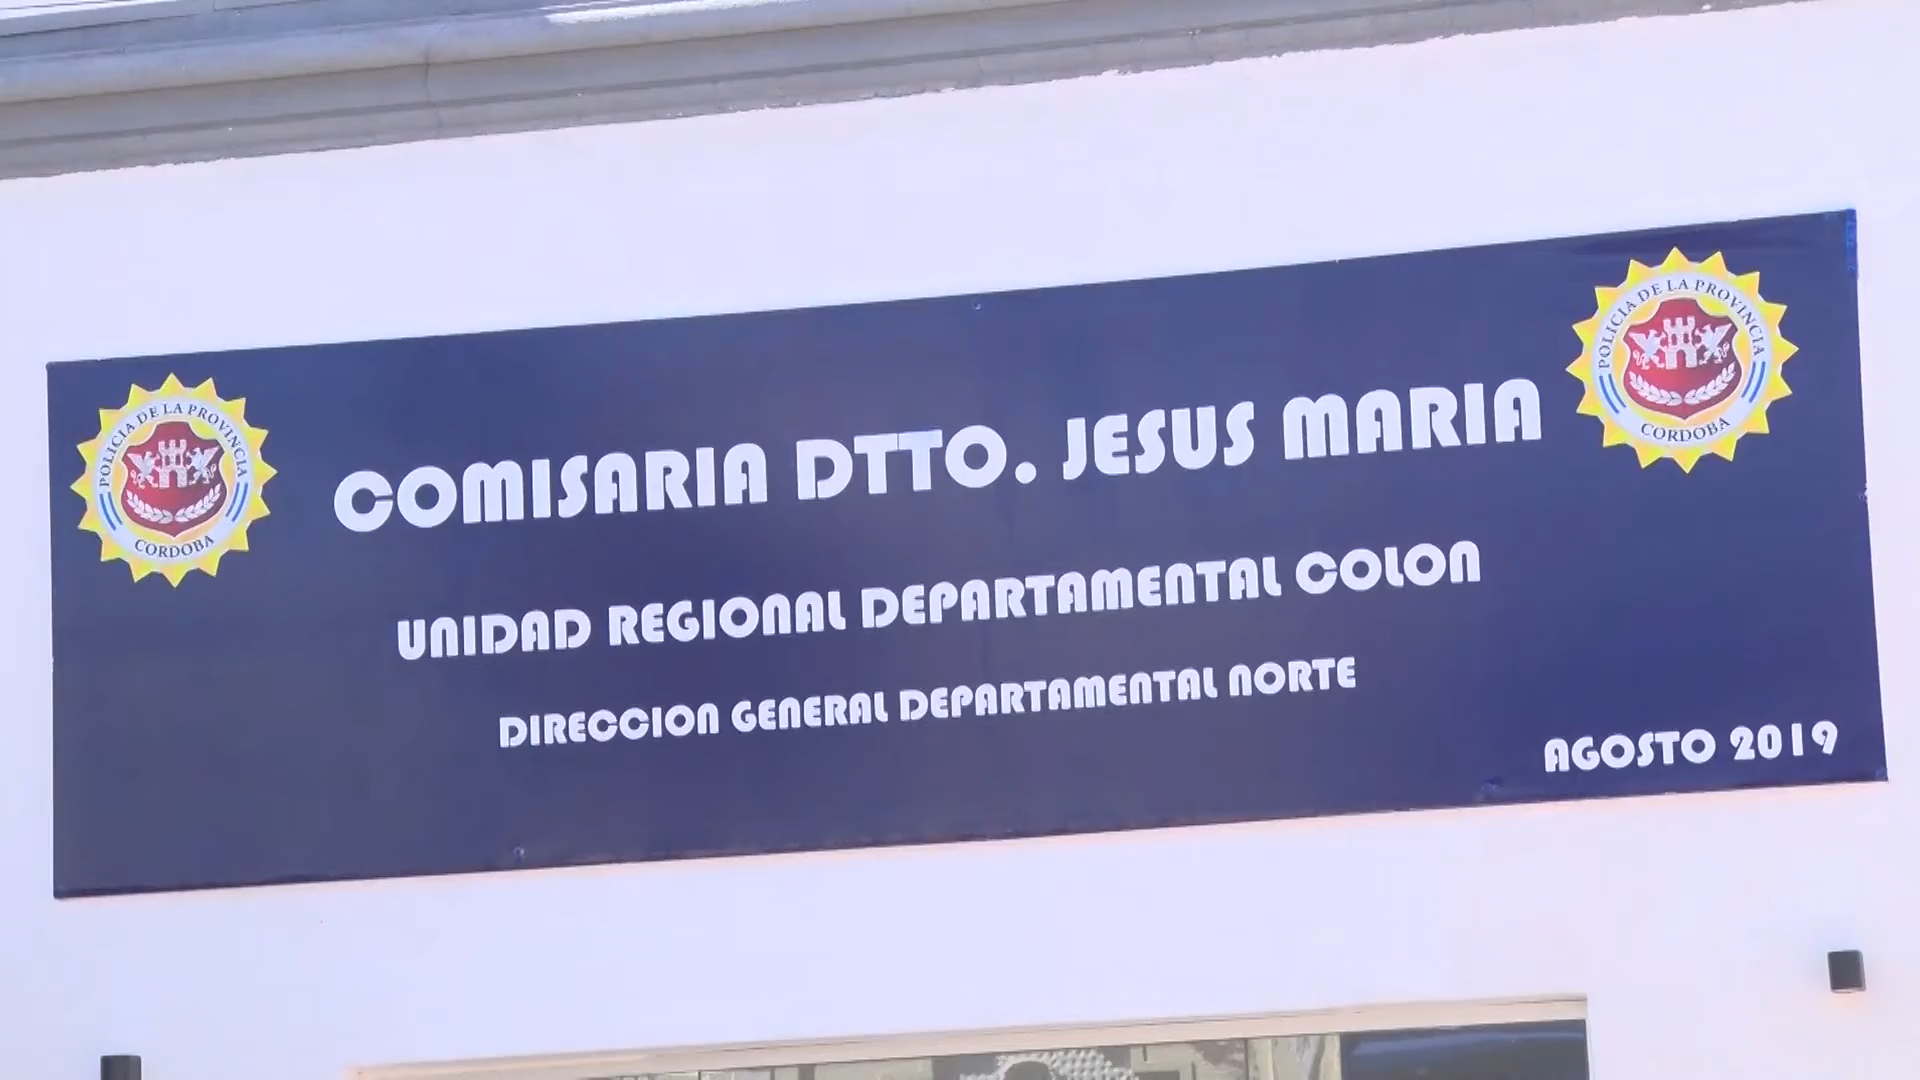 POLICIA DE LA PROVINCIA
CORDOBA
POLICIA DE LA PROVINCIA
CORDOBA
COMISARIA DTTO. JESUS MARIA
UNIDAD REGIONAL DEPARTAMENTAL COLON
DIRECCION GENERAL DEPARTAMENTAL NORTE
AGOSTO 2019